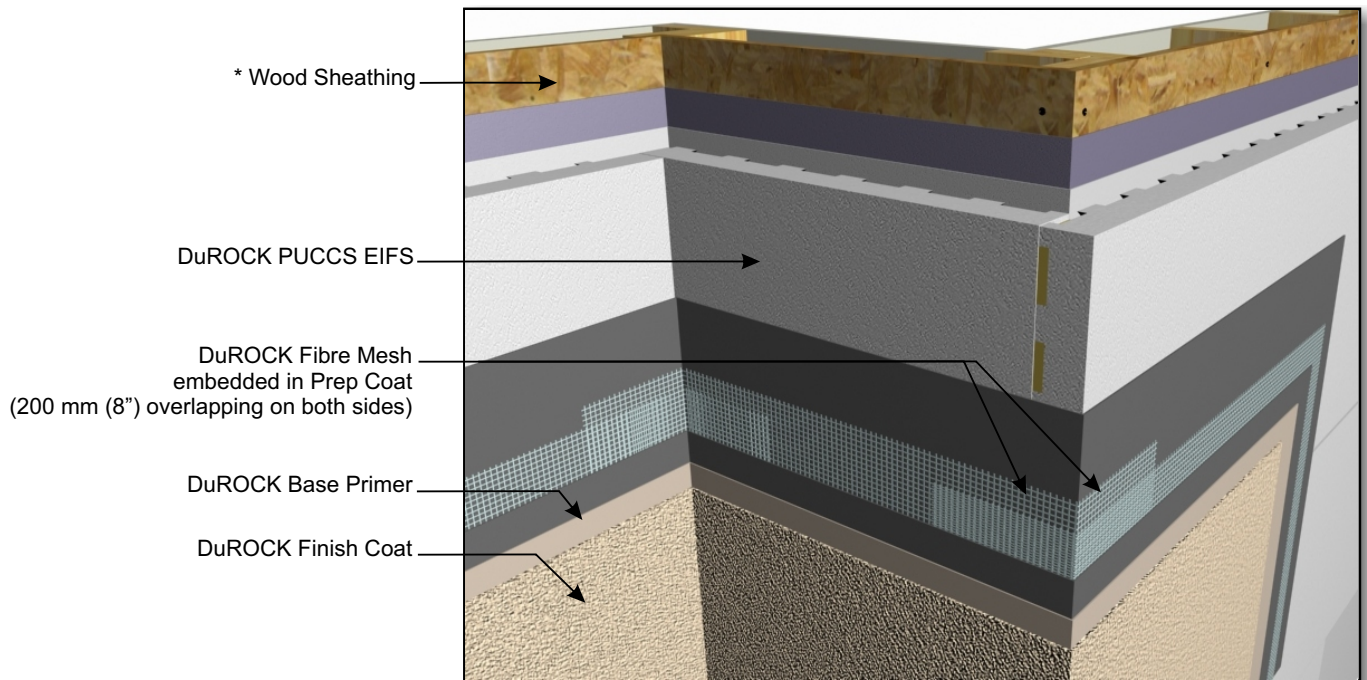 * Wood Sheathing
DuROCK PUCCS EIFS
DuROCK Fibre Mesh
embedded in Prep Coat
(200 mm (8”) overlapping on both sides)
DuROCK Base Primer
DuROCK Finish Coat